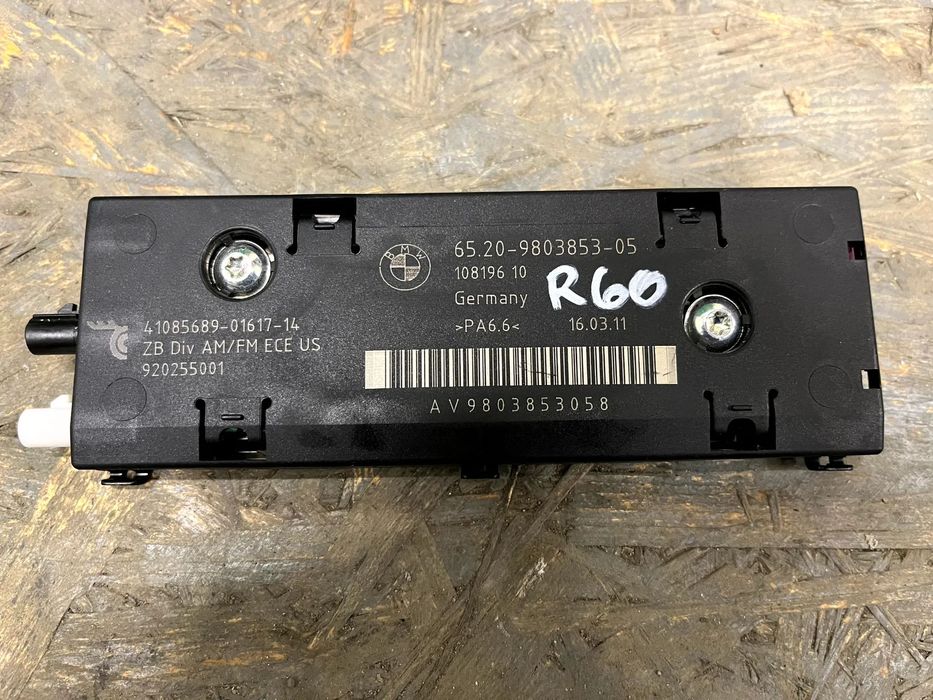 BMW
65.20-9803853-05
108196 10
Germany
R60
>PA6.6<
16.03.11
41085689-01617-14
ZB Div AM/FM ECE US
920255001
AV9803853058